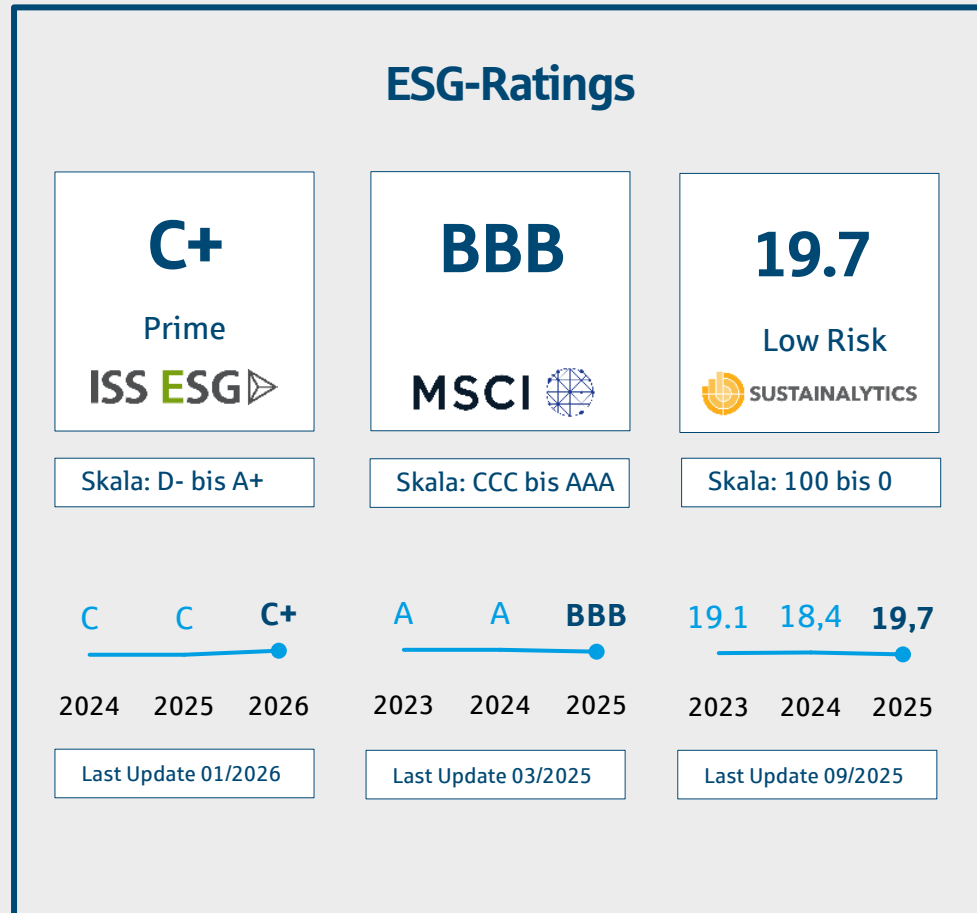 ESG-Ratings
C+
Prime
ISS ESG
Skala: D- bis A+
C C C+
2024 2025 2026
Last Update 01/2026
BBB
MSCI
Skala: CCC bis AAA
A A BBB
2023 2024 2025
Last Update 03/2025
19.7
Low Risk
SUSTAINALYTICS
Skala: 100 bis 0
19.1 18,4 19,7
2023 2024 2025
Last Update 09/2025